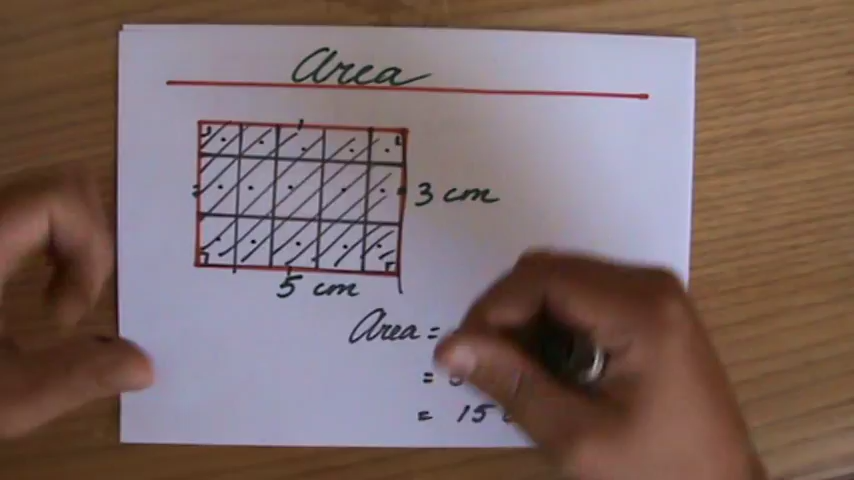 Area
3 cm
5 cm
Area =
=
= 15